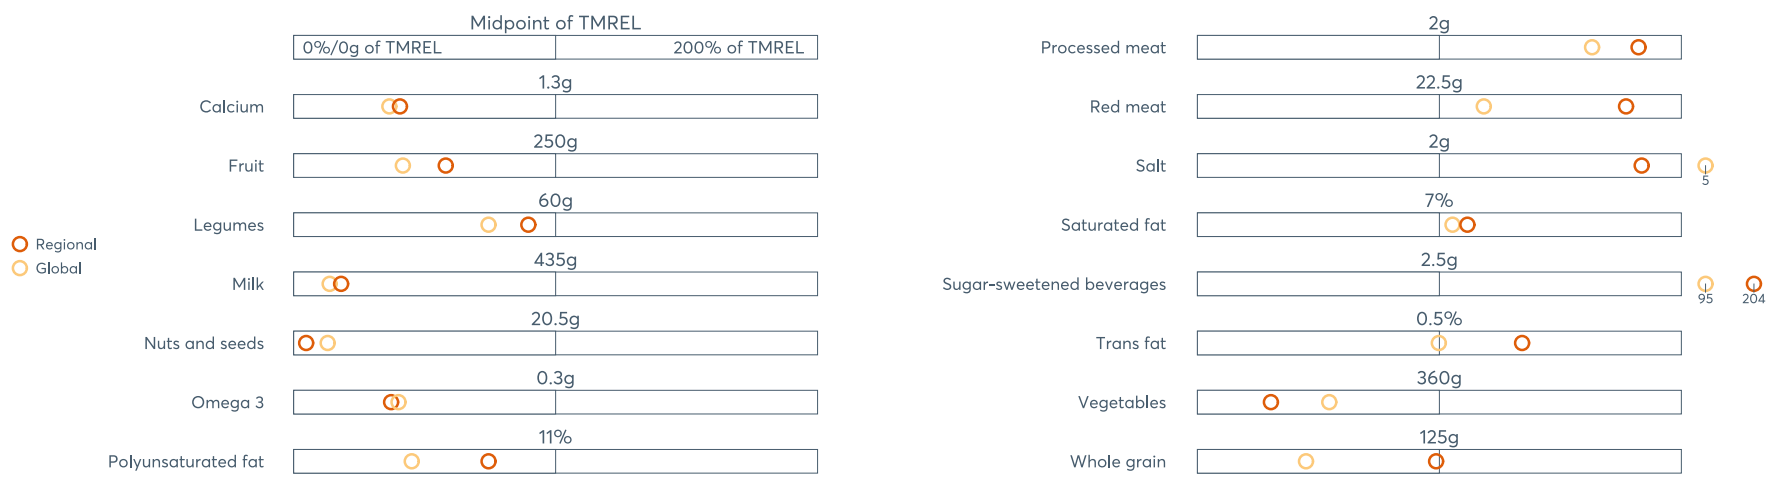 Regional
Global
Midpoint of TMREL
0%/0g of TMREL
200% of TMREL
1.3g
Calcium
250g
Fruit
60g
Legumes
435g
Milk
20.5g
Nuts and seeds
0.3g
Omega 3
11%
Polyunsaturated fat
2g
Processed meat
22.5g
Red meat
2g
Salt
5
7%
Saturated fat
2.5g
Sugar-sweetened beverages
95
204
0.5%
Trans fat
360g
Vegetables
125g
Whole grain